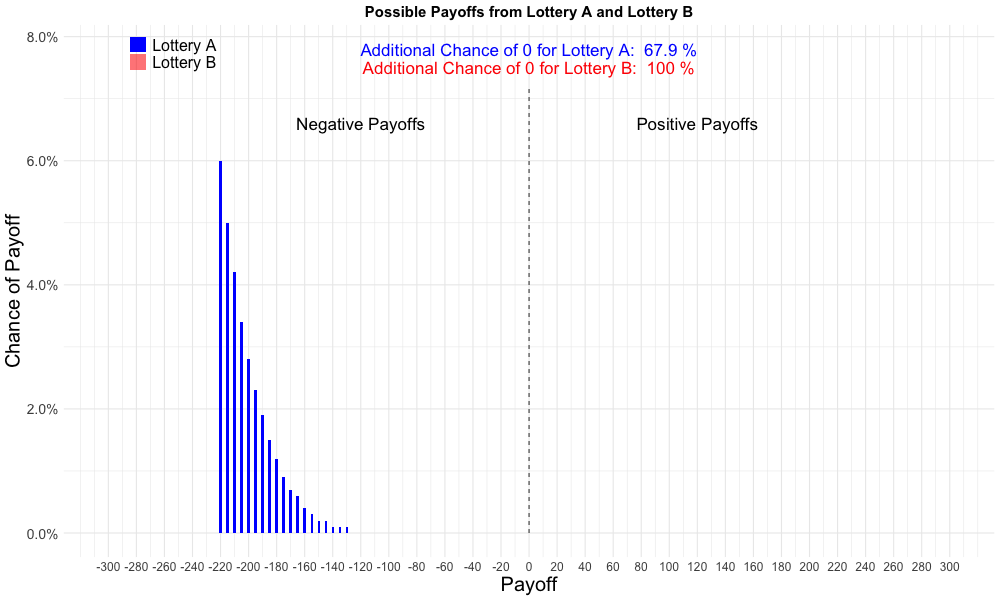 Possible Payoffs from Lottery A and Lottery B
8.0%
Lottery A
Lottery B
Additional Chance of 0 for Lottery A:  67.9 %
Additional Chance of 0 for Lottery B:  100 %
Negative Payoffs
Positive Payoffs
6.0%
4.0%
2.0%
0.0%
Chance of Payoff
-300 -280 -260 -240 -220 -200 -180 -160 -140 -120 -100 -80 -60 -40 -20 0 20 40 60 80 100 120 140 160 180 200 220 240 260 280 300
Payoff